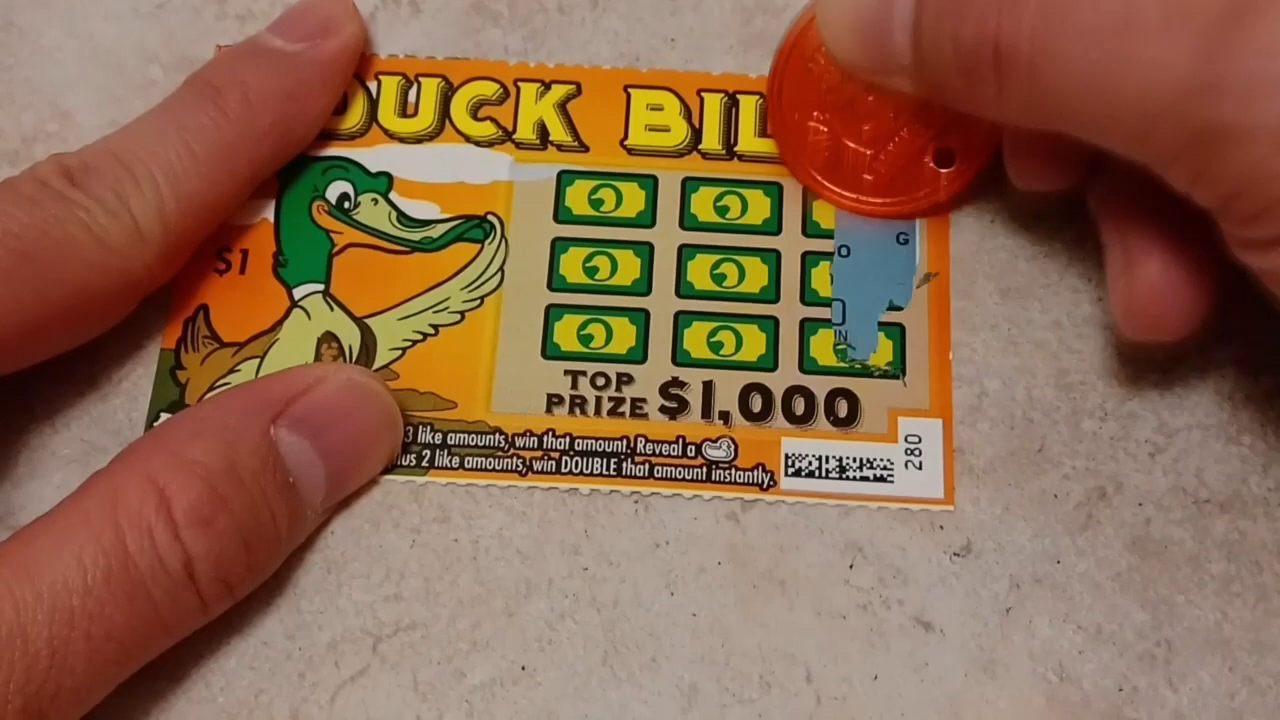 DUCK BIL
$1
G
O
IN
TOP
PRIZE $1,000
3 like amounts, win that amount. Reveal a
lus 2 like amounts, win DOUBLE that amount instantly.
280